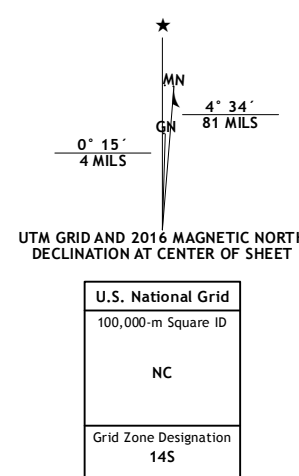 ★
MN
4° 34´
81 MILS
GN
0° 15´
4 MILS
UTM GRID AND 2016 MAGNETIC NORTH
DECLINATION AT CENTER OF SHEET
U.S. National Grid
100,000-m Square ID
NC
Grid Zone Designation
14S